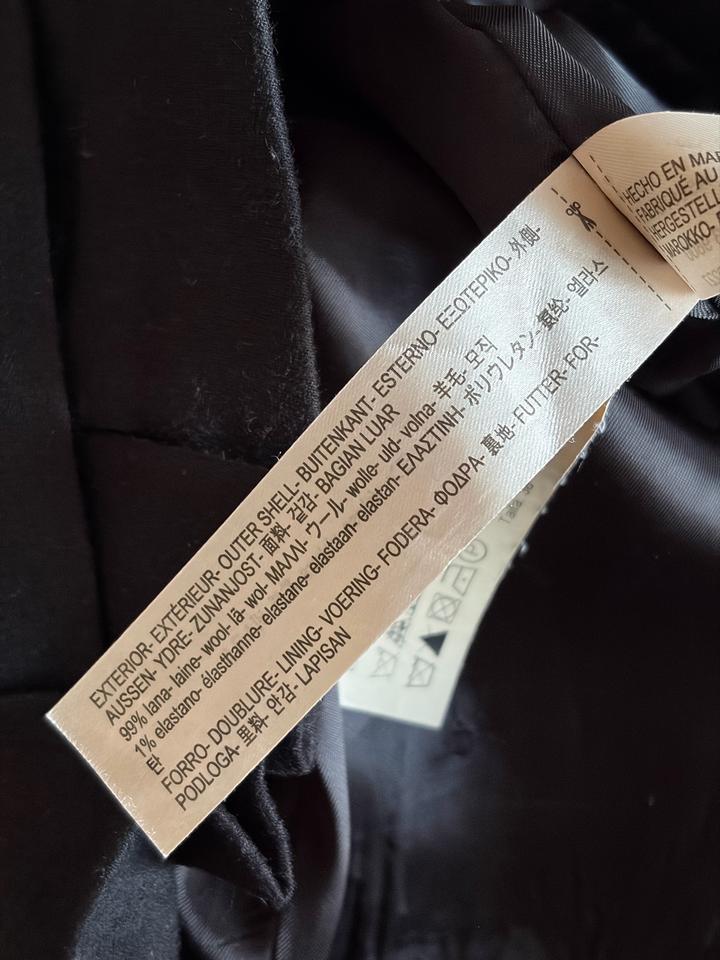 EXTERIOR- EXTÉRIEUR- OUTER SHELL- BUITENKANT- ESTERNO- ΕΞΩΤΕΡΙΚΟ- 外側-
AUSSEN- YDRE- ZUNANJOST- 面料- 겉감- BAGIAN LUAR
99% lana- laine- wool- lã- wol- ΜΑΛΛΙ- ウール- wolle- uld- volna- 羊毛- 모직
1% elastano- élasthanne- elastane- elastaan- elastan- ΕΛΑΣΤΙΝΗ- ポリウレタン- 氨纶- 엘라스
탄
FORRO- DOUBLURE- LINING- VOERING- FODERA- ΦΟΔΡΑ- 裏地- FUTTER- FOR-
PODLOGA- 里料- 안감- LAPISAN
HECHO EN
FABRIQUÉ AU